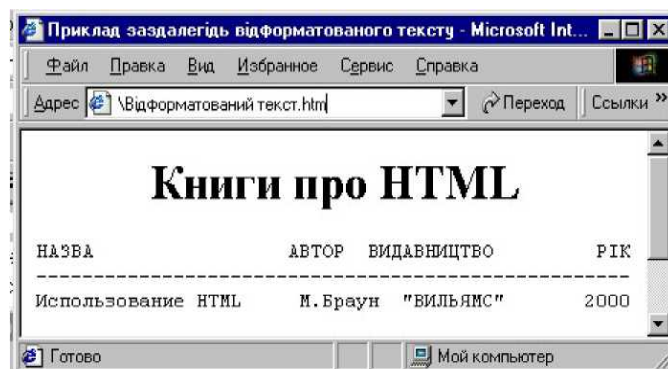 Приклад заздалегідь відформатованого тексту - Microsoft Int...
Файл Правка Вид Избранное Сервис Справка
Адрес \Відформатований текст.htm Переход Ссылки »
Книги про HTML
НАЗВА АВТОР ВИДАВНИЦТВО РІК
------------------------------------------------------------
Использование HTML М.Браун "ВИЛЬЯМС" 2000
Готово Мой компьютер